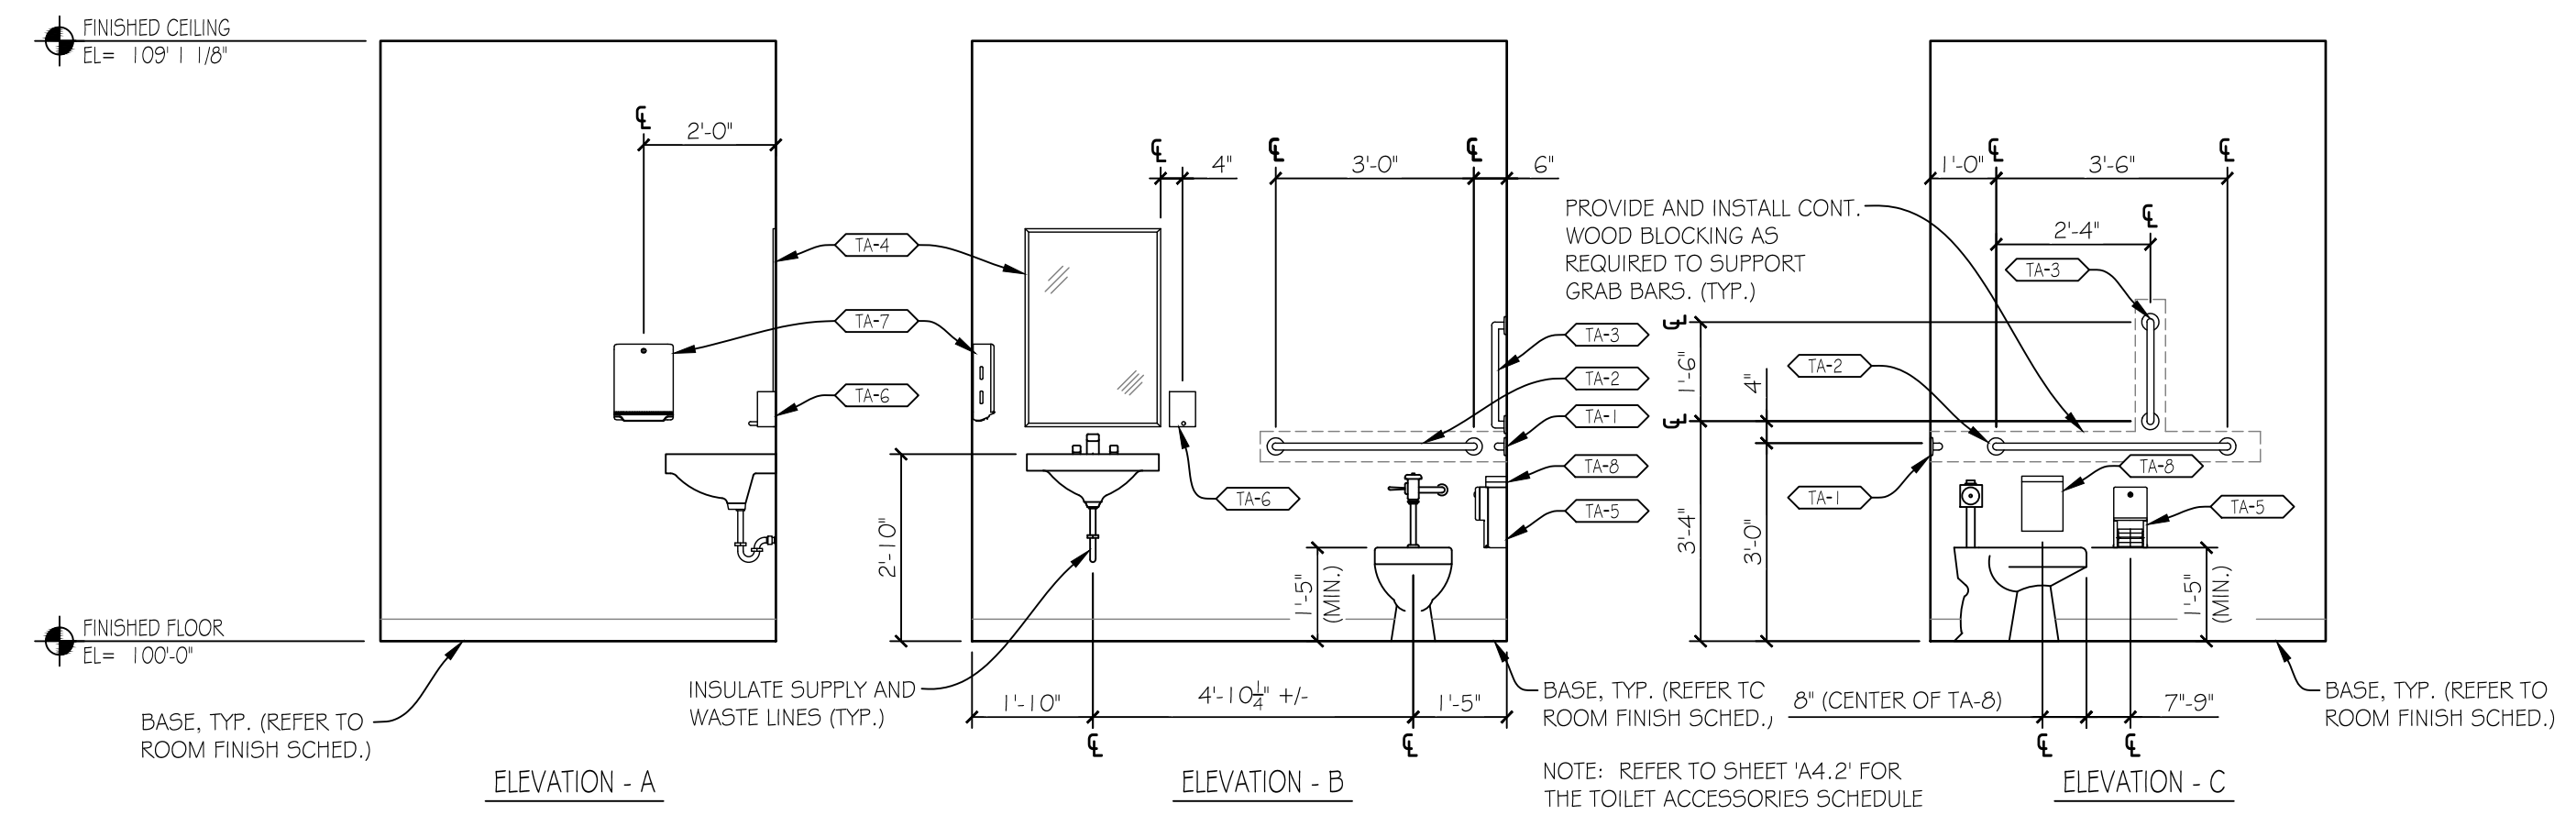 FINISHED CEILING
EL= 109' 1 1/8"
FINISHED FLOOR
EL= 100'-0"
BASE, TYP. (REFER TO
ROOM FINISH SCHED.)
2'-0"
TA-4
TA-7
TA-6
ELEVATION - A
4"
3'-0"
6"
TA-3
TA-2
TA-1
TA-8
TA-5
TA-6
2'-10"
1'-5"
(MIN.)
INSULATE SUPPLY AND
WASTE LINES (TYP.)
1'-10"
4'-10¼" +/-
1'-5"
BASE, TYP. (REFER TO
ROOM FINISH SCHED.)
ELEVATION - B
NOTE: REFER TO SHEET 'A4.2' FOR
THE TOILET ACCESSORIES SCHEDULE
PROVIDE AND INSTALL CONT.
WOOD BLOCKING AS
REQUIRED TO SUPPORT
GRAB BARS. (TYP.)
1'-0"
3'-6"
2'-4"
TA-3
TA-2
TA-1
TA-8
TA-5
1'-6"
4"
3'-4"
3'-0"
1'-5"
(MIN.)
8" (CENTER OF TA-8)
7"-9"
BASE, TYP. (REFER TO
ROOM FINISH SCHED.)
ELEVATION - C